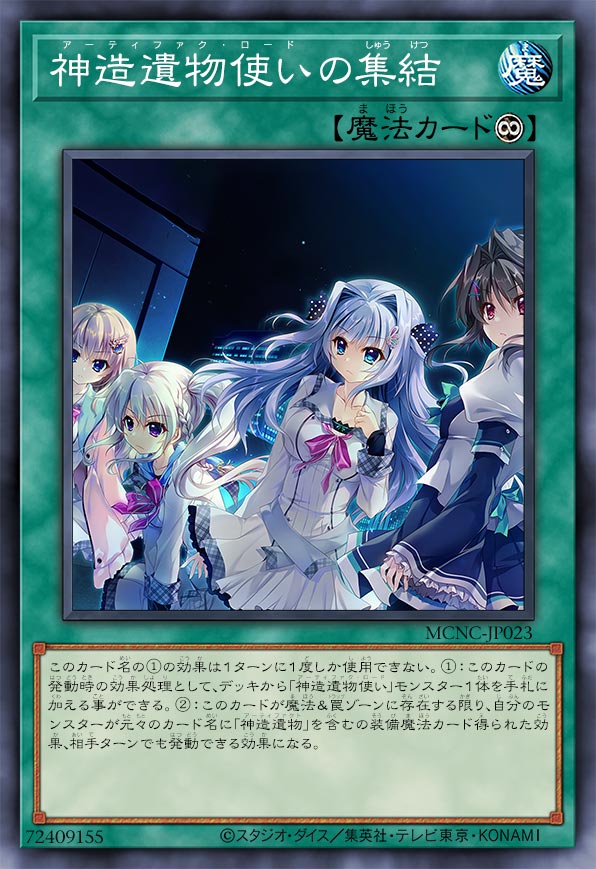 アーティファク・ロード しゅうけつ
神造遺物使いの集結
魔
まほう
【魔法カード♾】
MCNC-JP023
このカード名の①の効果は1ターンに1度しか使用できない。①:このカードの
発動時の効果処理として、デッキから「神造遺物使い」モンスター1体を手札に
加える事ができる。②:このカードが魔法&罠ゾーンに存在する限り、自分のモ
ンスターが元々のカード名に「神造遺物」を含む装備魔法カード得られた効
果、相手ターンでも発動できる効果になる。
72409155
©スタジオ・ダイス/集英社・テレビ東京・KONAMI